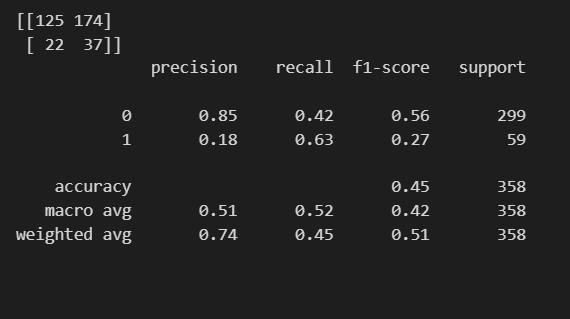 [[125 174]
 [ 22  37]]
              precision    recall  f1-score   support

           0       0.85      0.42      0.56       299
           1       0.18      0.63      0.27        59

    accuracy                           0.45       358
   macro avg       0.51      0.52      0.42       358
weighted avg       0.74      0.45      0.51       358